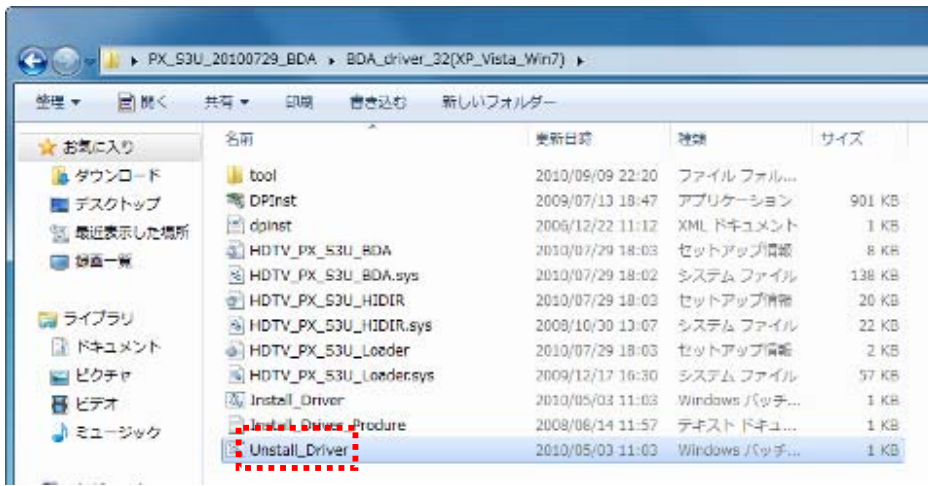 PX_S3U_20100729_BDA ▸ BDA_driver_32(XP_Vista_Win7) ▸
整理 ▾ 開く 共有 ▾ 印刷 書き込む 新しいフォルダー
名前 更新日時 種類 サイズ
お気に入り
ダウンロード
デスクトップ
最近表示した場所
録画一覧
ライブラリ
ドキュメント
ピクチャ
ビデオ
ミュージック
tool 2010/09/09 22:20 ファイル フォル...
DPInst 2009/07/13 18:47 アプリケーション 901 KB
dpinst 2006/12/22 11:12 XML ドキュメント 1 KB
HDTV_PX_S3U_BDA 2010/07/29 18:03 セットアップ情報 8 KB
HDTV_PX_S3U_BDA.sys 2010/07/29 18:02 システム ファイル 138 KB
HDTV_PX_S3U_HIDIR 2010/07/29 18:03 セットアップ情報 20 KB
HDTV_PX_S3U_HIDIR.sys 2008/10/30 13:07 システム ファイル 22 KB
HDTV_PX_S3U_Loader 2010/07/29 18:03 セットアップ情報 2 KB
HDTV_PX_S3U_Loader.sys 2009/12/17 16:30 システム ファイル 57 KB
Install_Driver 2010/05/03 11:03 Windows バッチ... 1 KB
Install_Driver_Produre 2008/08/14 11:57 テキスト ドキュ... 1 KB
Unstall_Driver 2010/05/03 11:03 Windows バッチ... 1 KB